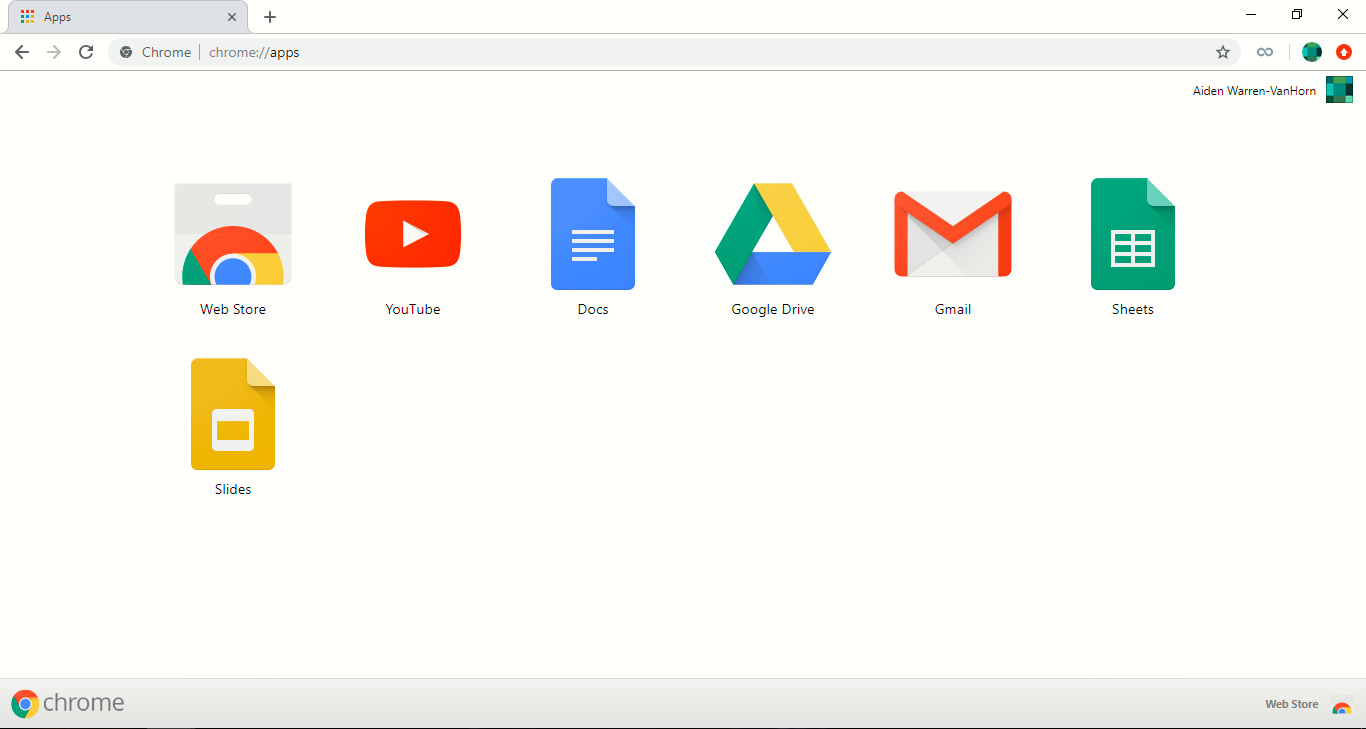 Apps
Chrome | chrome://apps
Aiden Warren-VanHorn
Web Store
YouTube
Docs
Google Drive
Gmail
Sheets
Slides
chrome
Web Store